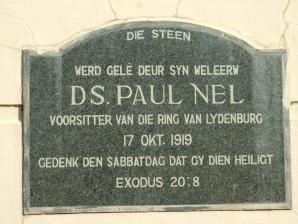 DIE STEEN
WERD GELÊ DEUR SYN WELEERW
DS. PAUL NEL
VOORSITTER VAN DIE RING VAN LYDENBURG
17 OKT. 1919
GEDENK DEN SABBATDAG DAT GY DIEN HEILIGT
EXODUS 20:8